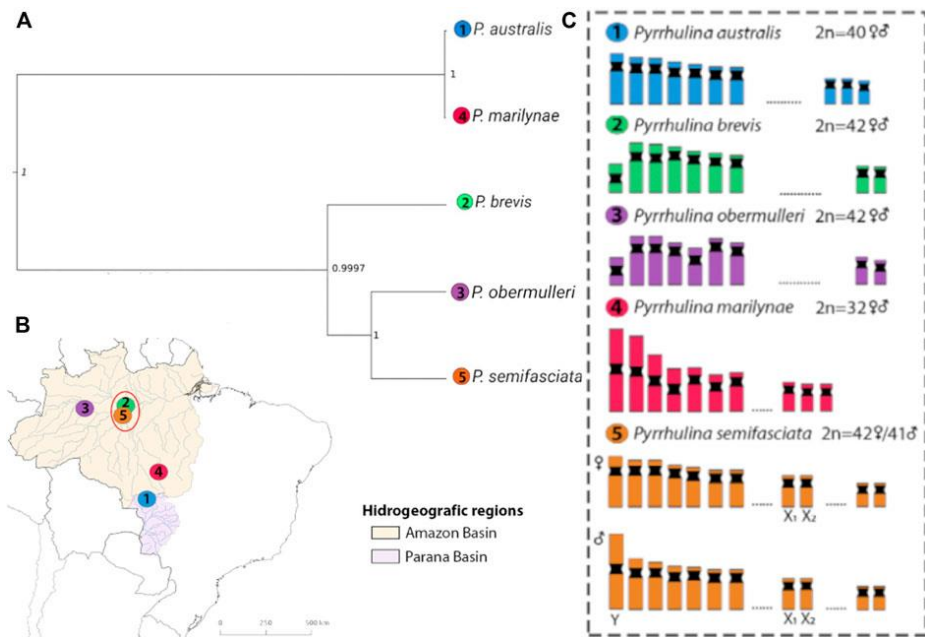 A
1 P. australis
1
4 P. marilynae
1
2 P. brevis
0.9997
3 P. obermulleri
1
5 P. semifasciata
B
3
2
5
4
1
Hidrogeografic regions
Amazon Basin
Parana Basin
0 250 500 km
C
1 Pyrrhulina australis 2n=40♀♂
2 Pyrrhulina brevis 2n=42♀♂
3 Pyrrhulina obermulleri 2n=42♀♂
4 Pyrrhulina marilynae 2n=32♀♂
5 Pyrrhulina semifasciata 2n=42♀/41♂
♀
X₁ X₂
♂
Y X₁ X₂